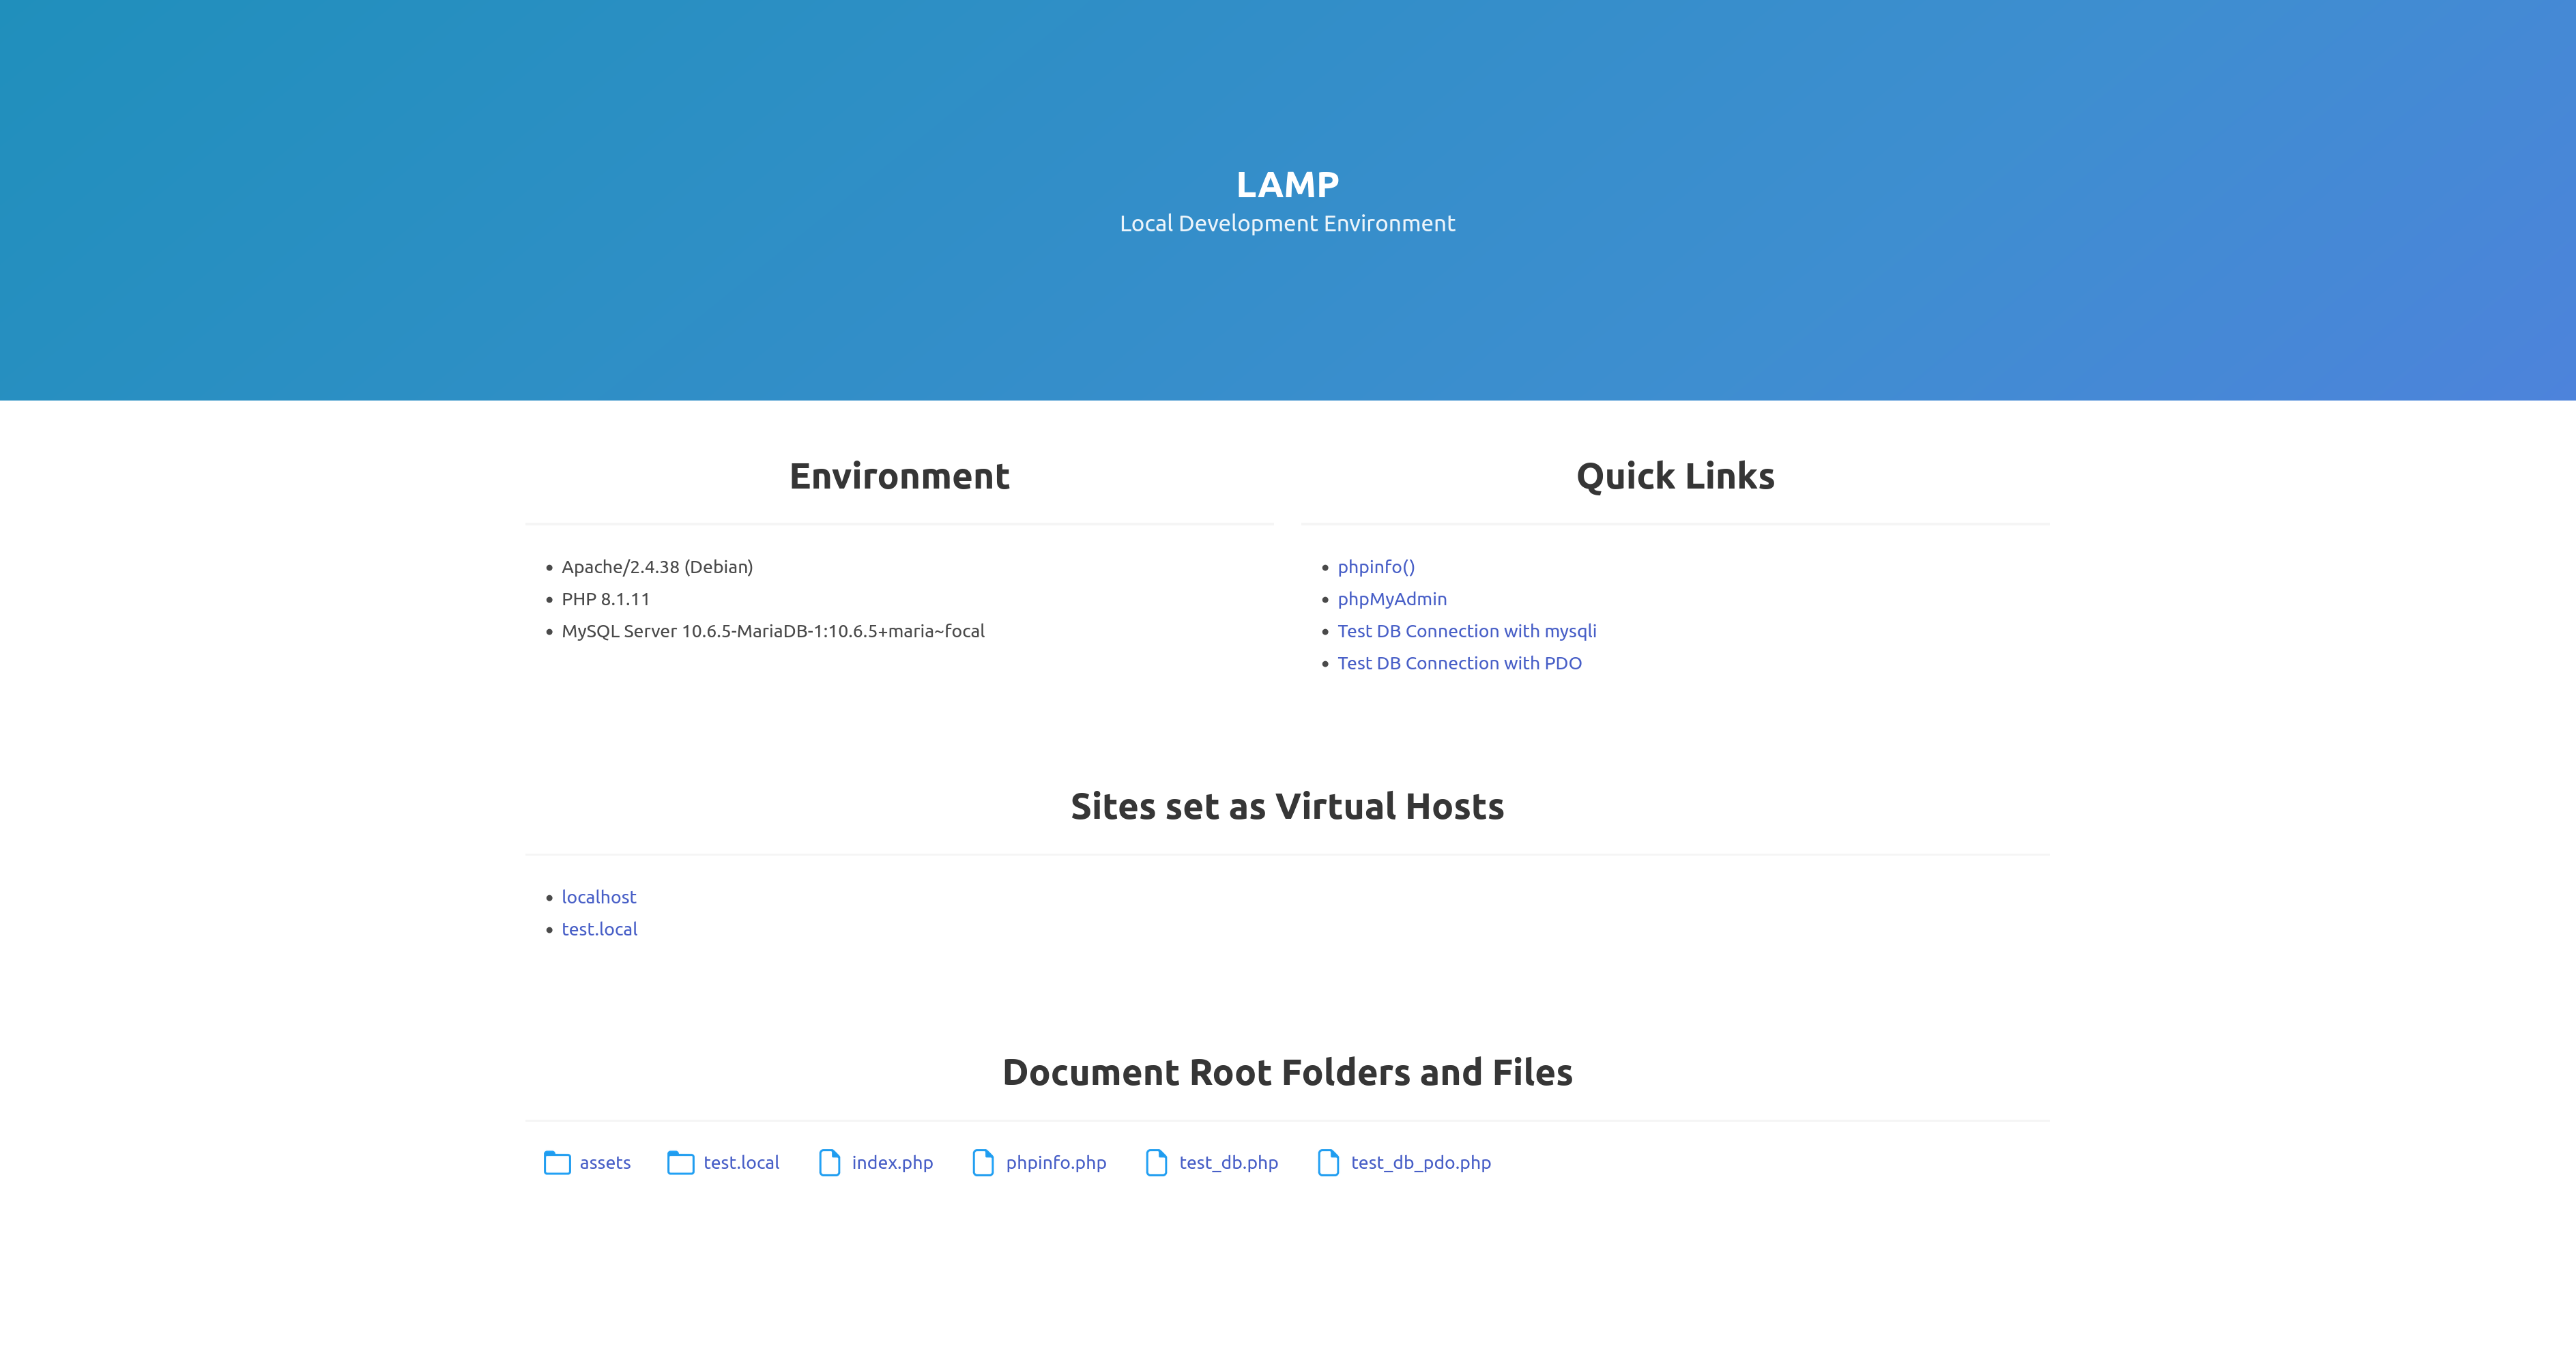 LAMP
Local Development Environment
Environment
Apache/2.4.38 (Debian)
PHP 8.1.11
MySQL Server 10.6.5-MariaDB-1:10.6.5+maria~focal
Quick Links
phpinfo()
phpMyAdmin
Test DB Connection with mysqli
Test DB Connection with PDO
Sites set as Virtual Hosts
localhost
test.local
Document Root Folders and Files
assets test.local index.php phpinfo.php test_db.php test_db_pdo.php